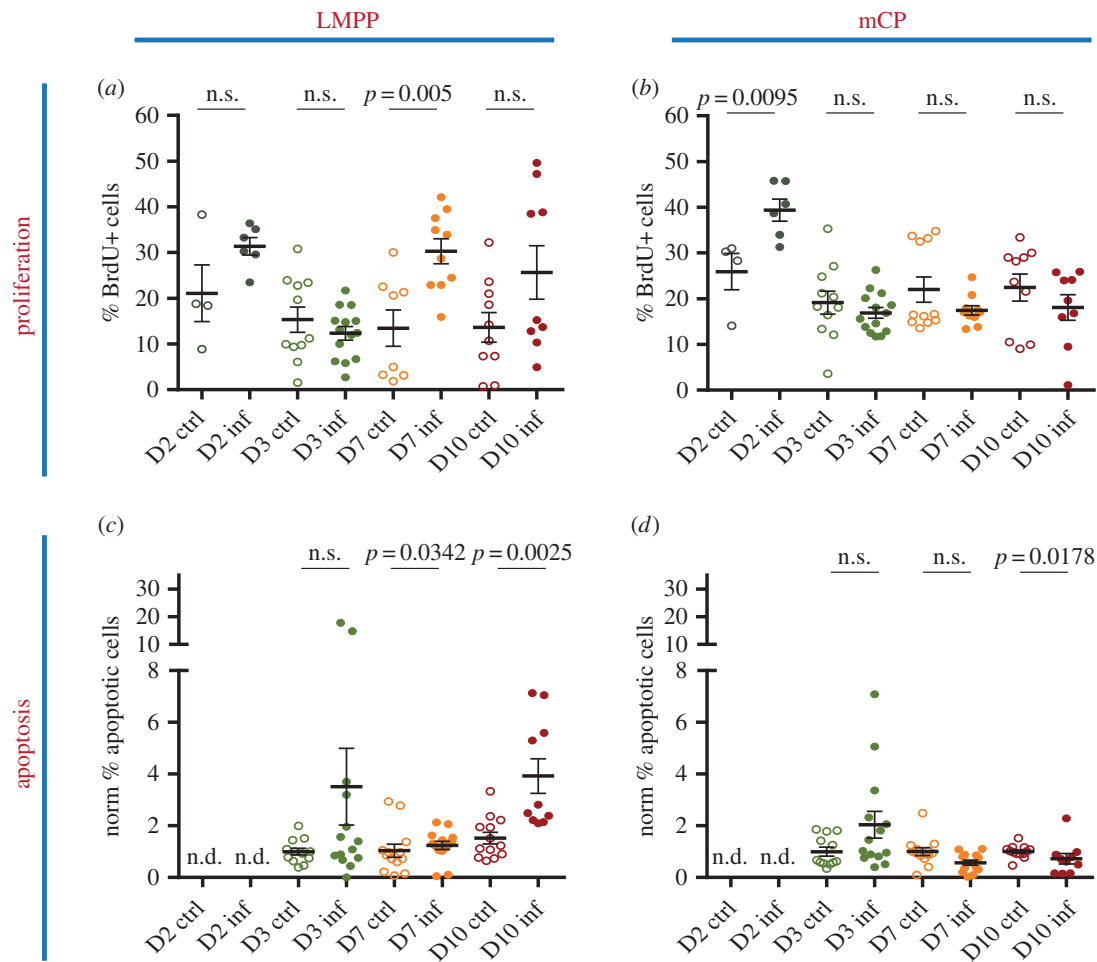 LMPP
mCP
proliferation
(a)
n.s.
n.s.
p = 0.005
n.s.
% BrdU+ cells
60
50
40
30
20
10
0
D2 ctrl
D2 inf
D3 ctrl
D3 inf
D7 ctrl
D7 inf
D10 ctrl
D10 inf
(b)
p = 0.0095
n.s.
n.s.
n.s.
% BrdU+ cells
60
50
40
30
20
10
0
D2 ctrl
D2 inf
D3 ctrl
D3 inf
D7 ctrl
D7 inf
D10 ctrl
D10 inf
apoptosis
(c)
n.s.
p = 0.0342
p = 0.0025
norm % apoptotic cells
30
20
10
8
6
4
2
0
n.d.
n.d.
D2 ctrl
D2 inf
D3 ctrl
D3 inf
D7 ctrl
D7 inf
D10 ctrl
D10 inf
(d)
n.s.
n.s.
p = 0.0178
norm % apoptotic cells
30
20
10
8
6
4
2
0
n.d.
n.d.
D2 ctrl
D2 inf
D3 ctrl
D3 inf
D7 ctrl
D7 inf
D10 ctrl
D10 inf